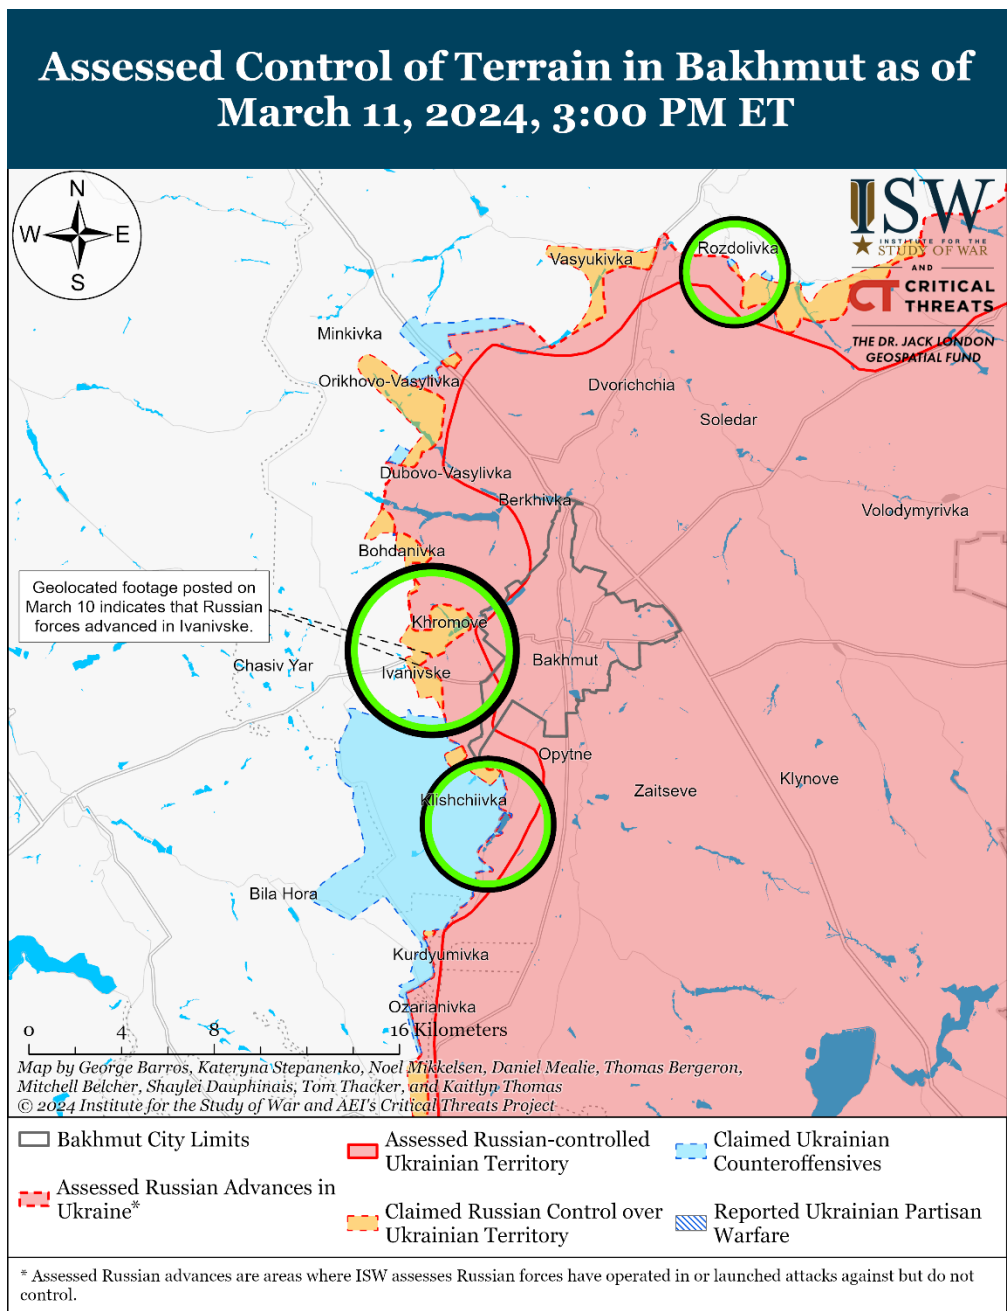 Assessed Control of Terrain in Bakhmut as of
March 11, 2024, 3:00 PM ET
N
W
E
S
ISW
INSTITUTE FOR THE
STUDY OF WAR
AND
CT CRITICAL
THREATS
THE DR. JACK LONDON
GEOSPATIAL FUND
Rozdolivka
Vasyukivka
Minkivka
Orikhovo-Vasylivka
Dvorichchia
Soledar
Dubovo-Vasylivka
Berkhivka
Volodymyrivka
Bohdanivka
Geolocated footage posted on
March 10 indicates that Russian
forces advanced in Ivanivske.
Khromove
Chasiv Yar
Ivanivske
Bakhmut
Opytne
Klynove
Zaitseve
Klishchiivka
Bila Hora
Kurdyumivka
Ozarianivka
0
4
8
16 Kilometers
Map by George Barros, Kateryna Stepanenko, Noel Mikkelsen, Daniel Mealie, Thomas Bergeron,
Mitchell Belcher, Shaylei Dauphinais, Tom Thacker, and Kaitlyn Thomas
© 2024 Institute for the Study of War and AEI's Critical Threats Project
Bakhmut City Limits
Assessed Russian Advances in
Ukraine*
Assessed Russian-controlled
Ukrainian Territory
Claimed Russian Control over
Ukrainian Territory
Claimed Ukrainian
Counteroffensives
Reported Ukrainian Partisan
Warfare
* Assessed Russian advances are areas where ISW assesses Russian forces have operated in or launched attacks against but do not
control.